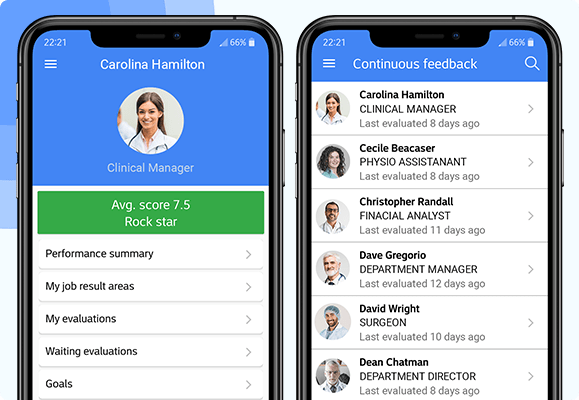 22:21
66%
Carolina Hamilton
Clinical Manager
Avg. score 7.5
Rock star
Performance summary
My job result areas
My evaluations
Waiting evaluations
Goals
22:21
66%
Continuous feedback
Carolina Hamilton
CLINICAL MANAGER
Last evaluated 8 days ago
Cecile Beacaser
PHYSIO ASSISTANANT
Last evaluated 8 days ago
Christopher Randall
FINACIAL ANALYST
Last evaluated 11 days ago
Dave Gregorio
DEPARTMENT MANAGER
Last evaluated 12 days ago
David Wright
SURGEON
Last evaluated 10 days ago
Dean Chatman
DEPARTMENT DIRECTOR
Last evaluated 8 days ago